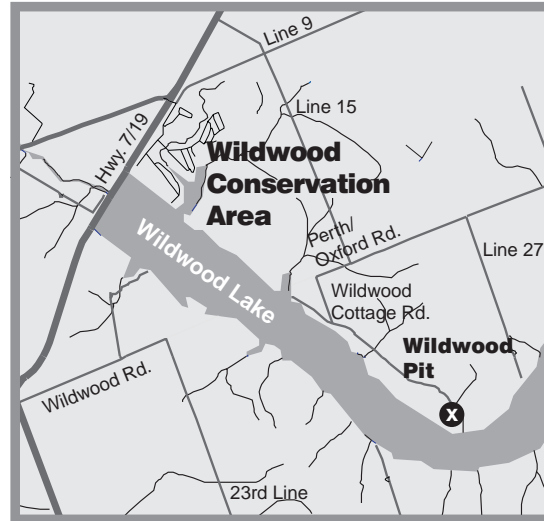 Line 9
Hwy. 7/19
Line 15
Wildwood
Conservation
Area
Perth/
Oxford Rd.
Line 27
Wildwood Lake
Wildwood
Cottage Rd.
Wildwood
Pit
X
Wildwood Rd.
23rd Line